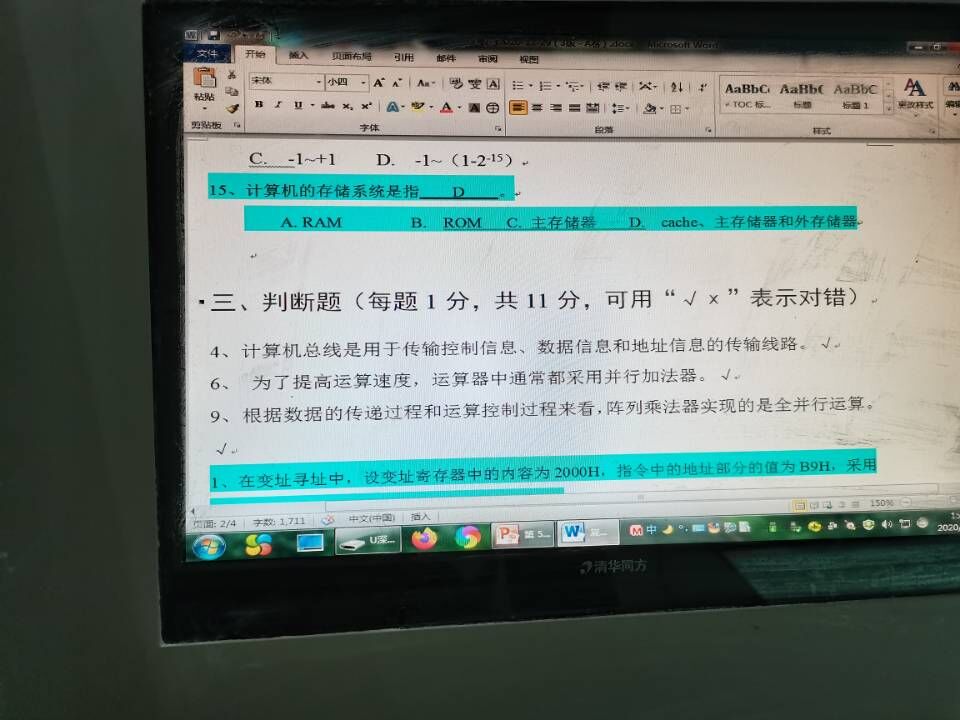 Microsoft Word
文件 开始 插入 页面布局 引用 邮件 审阅 视图
宋体 小四
粘贴
B I U abc x₂ x²
AaBbC AaBbC AaBbC
TOC 标... 标题 标题 1 更改样式
剪贴板 字体 段落 样式
C. -1~+1 D. -1~（1-2⁻¹⁵）
15、计算机的存储系统是指 D 。
A. RAM B. ROM C. 主存储器 D. cache、主存储器和外存储器
三、判断题（每题 1 分，共 11 分，可用“√ ×”表示对错）
4、计算机总线是用于传输控制信息、数据信息和地址信息的传输线路。√
6、 为了提高运算速度，运算器中通常都采用并行加法器。√
9、根据数据的传递过程和运算控制过程来看,阵列乘法器实现的是全并行运算。
√
1、在变址寻址中，设变址寄存器中的内容为 2000H，指令中的地址部分的值为 B9H，采用
页面: 2/4 字数: 1,711 中文(中国) 插入 150%
U深... 第 5... 中
2020/
清华同方